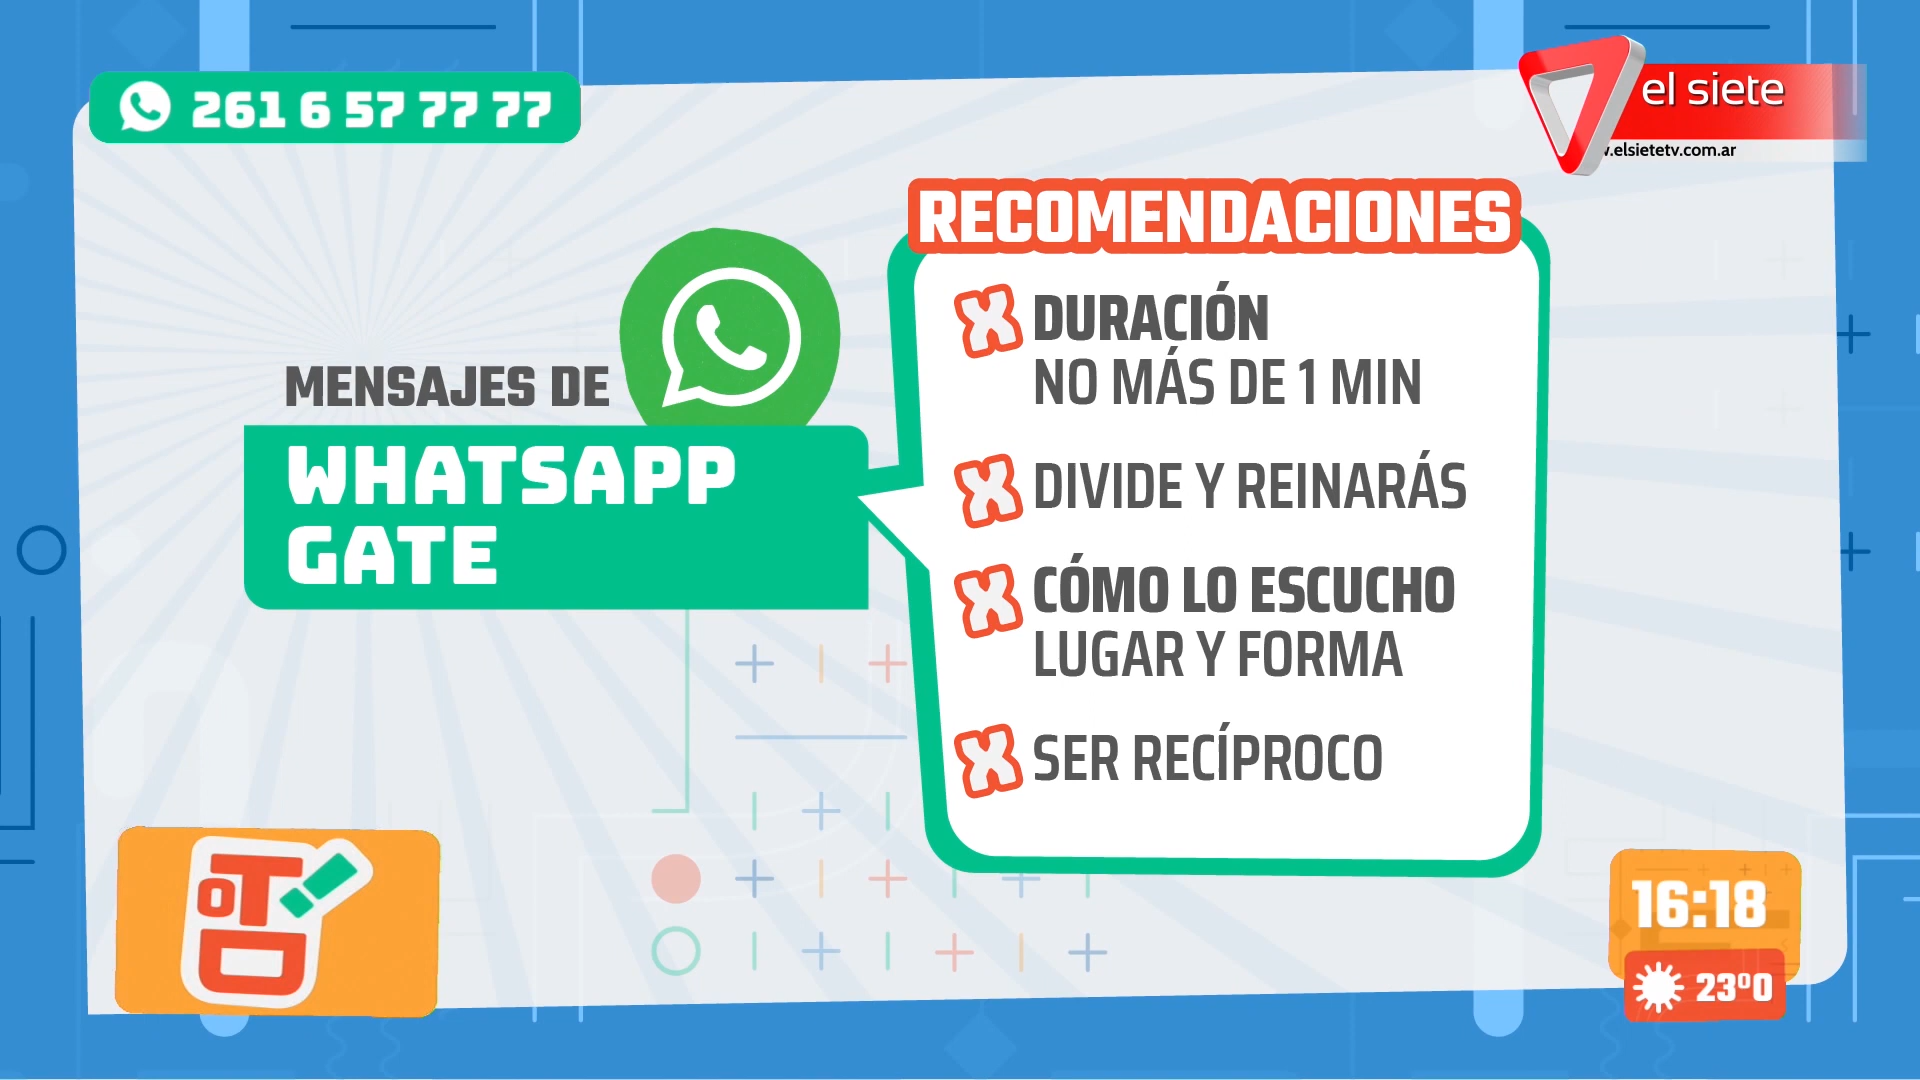 261 6 57 77 77
el siete
.elsietetv.com.ar
RECOMENDACIONES
DURACIÓN
NO MÁS DE 1 MIN
DIVIDE Y REINARÁS
CÓMO LO ESCUCHO
LUGAR Y FORMA
SER RECÍPROCO
MENSAJES DE
WHATSAPP
GATE
16:18
23º0